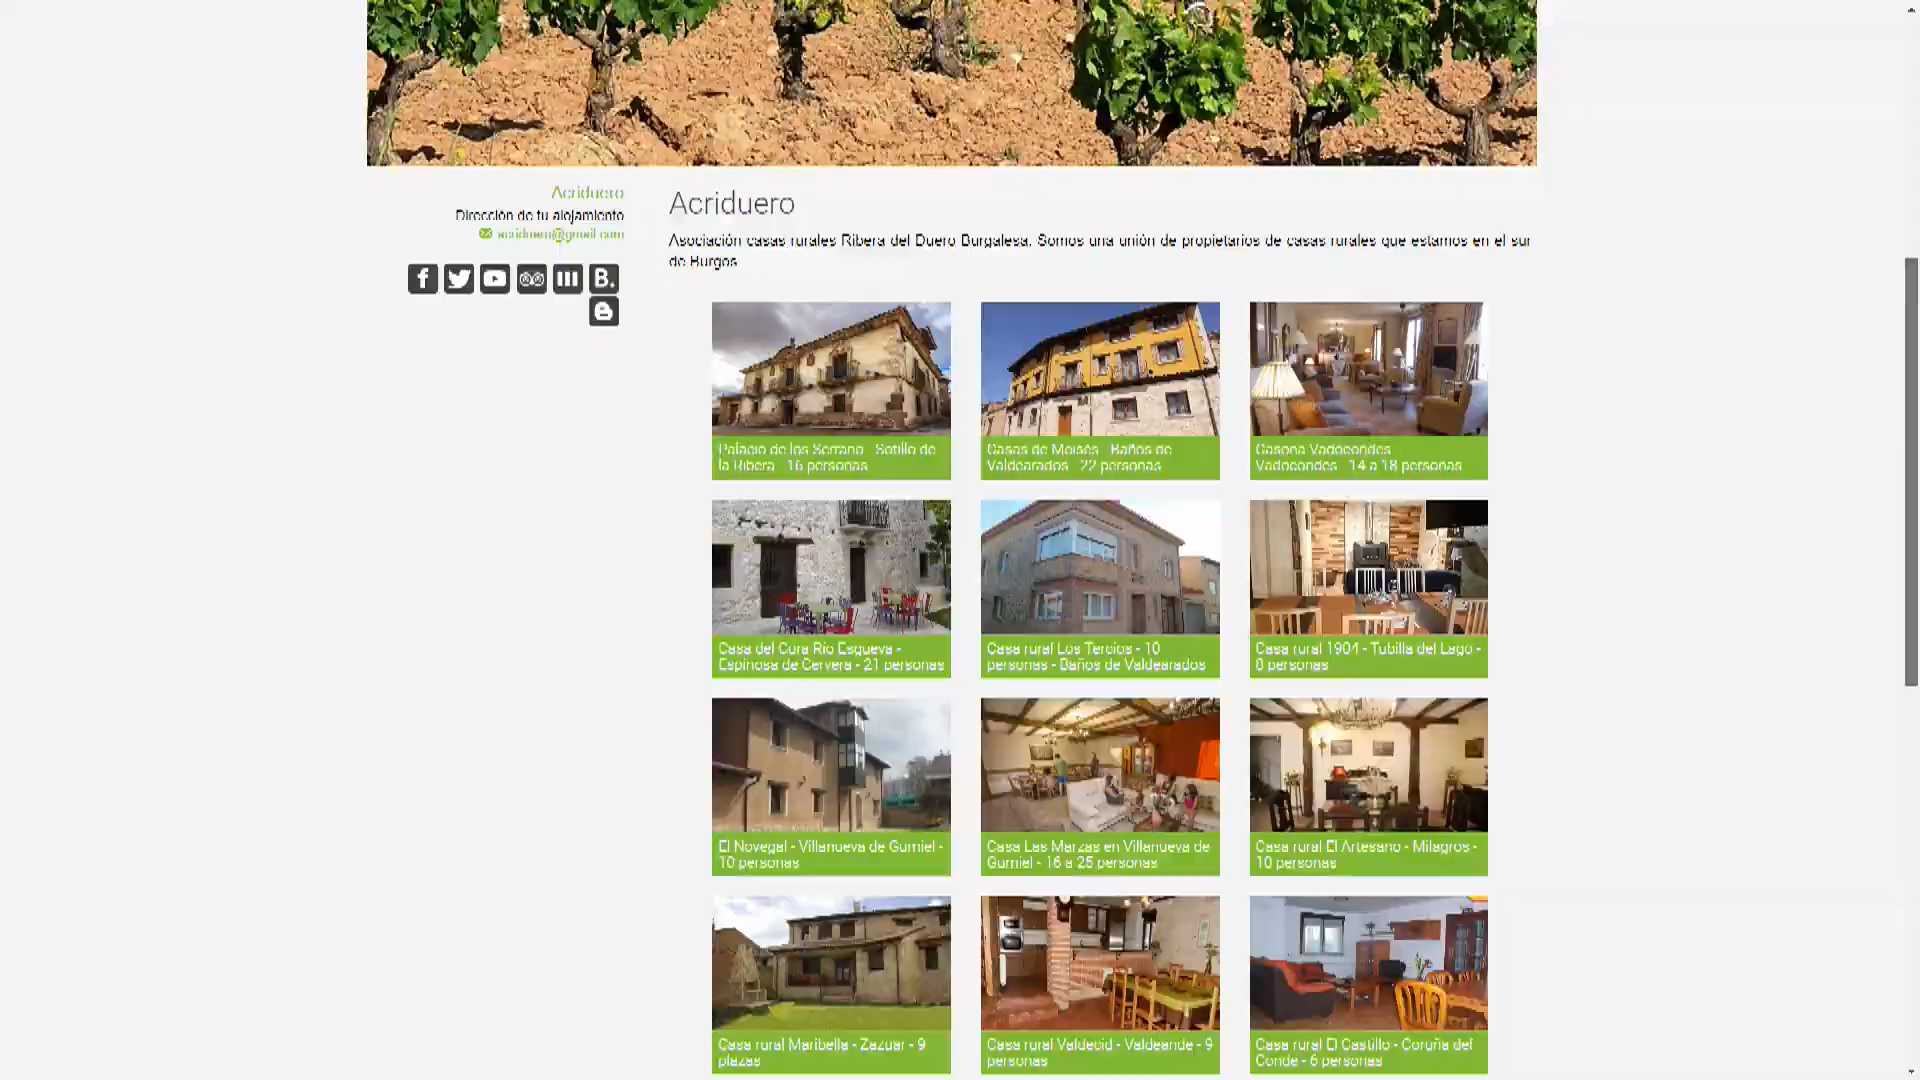 Acriduero
Dirección de tu alojamiento
acriduero@gmail.com
Acriduero
Asociación casas rurales Ribera del Duero Burgalesa. Somos una unión de propietarios de casas rurales que estamos en el sur
de Burgos
Palacio de los Serrano - Sotillo de
la Ribera - 16 personas
Casas de Moisés - Baños de
Valdearados - 22 personas
Casona Vadocondes -
Vadocondes - 14 a 18 personas
Casa del Cura Río Esgueva -
Espinosa de Cervera - 21 personas
Casa rural Los Tercios - 10
personas - Baños de Valdearados
Casa rural 1904 - Tubilla del Lago -
8 personas
El Novegal - Villanueva de Gumiel -
10 personas
Casa Las Marzas en Villanueva de
Gumiel - 16 a 25 personas
Casa rural El Artesano - Milagros -
10 personas
Casa rural Maribella - Zazuar - 9
plazas
Casa rural Valdecid - Valdeande - 9
personas
Casa rural El Castillo - Coruña del
Conde - 6 personas